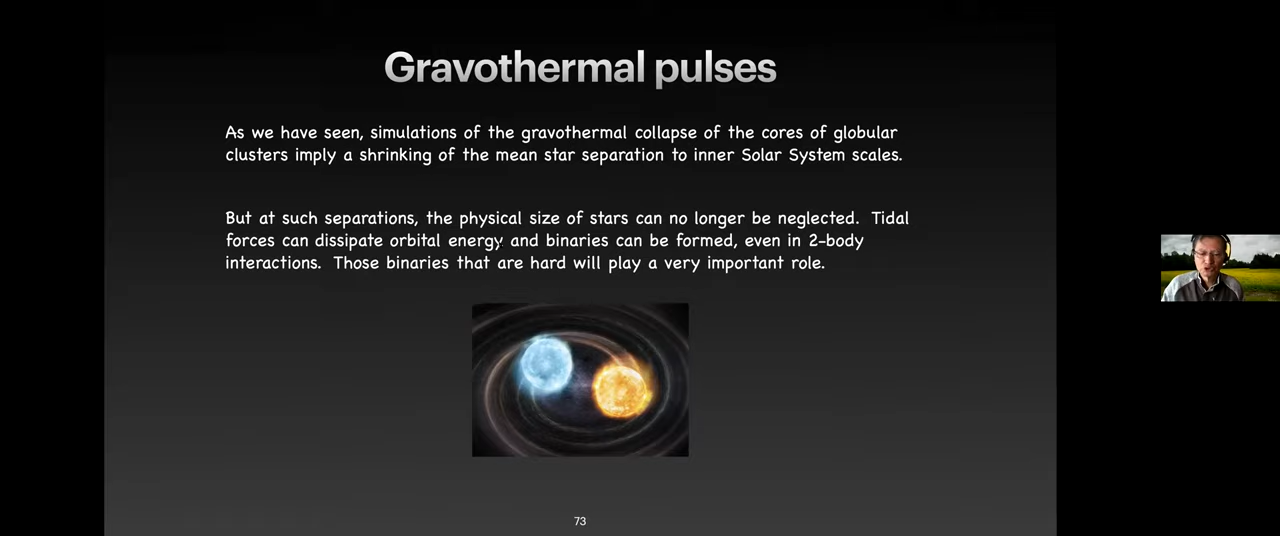 Gravothermal pulses
As we have seen, simulations of the gravothermal collapse of the cores of globular
clusters imply a shrinking of the mean star separation to inner Solar System scales.
But at such separations, the physical size of stars can no longer be neglected. Tidal
forces can dissipate orbital energy and binaries can be formed, even in 2-body
interactions. Those binaries that are hard will play a very important role.
73